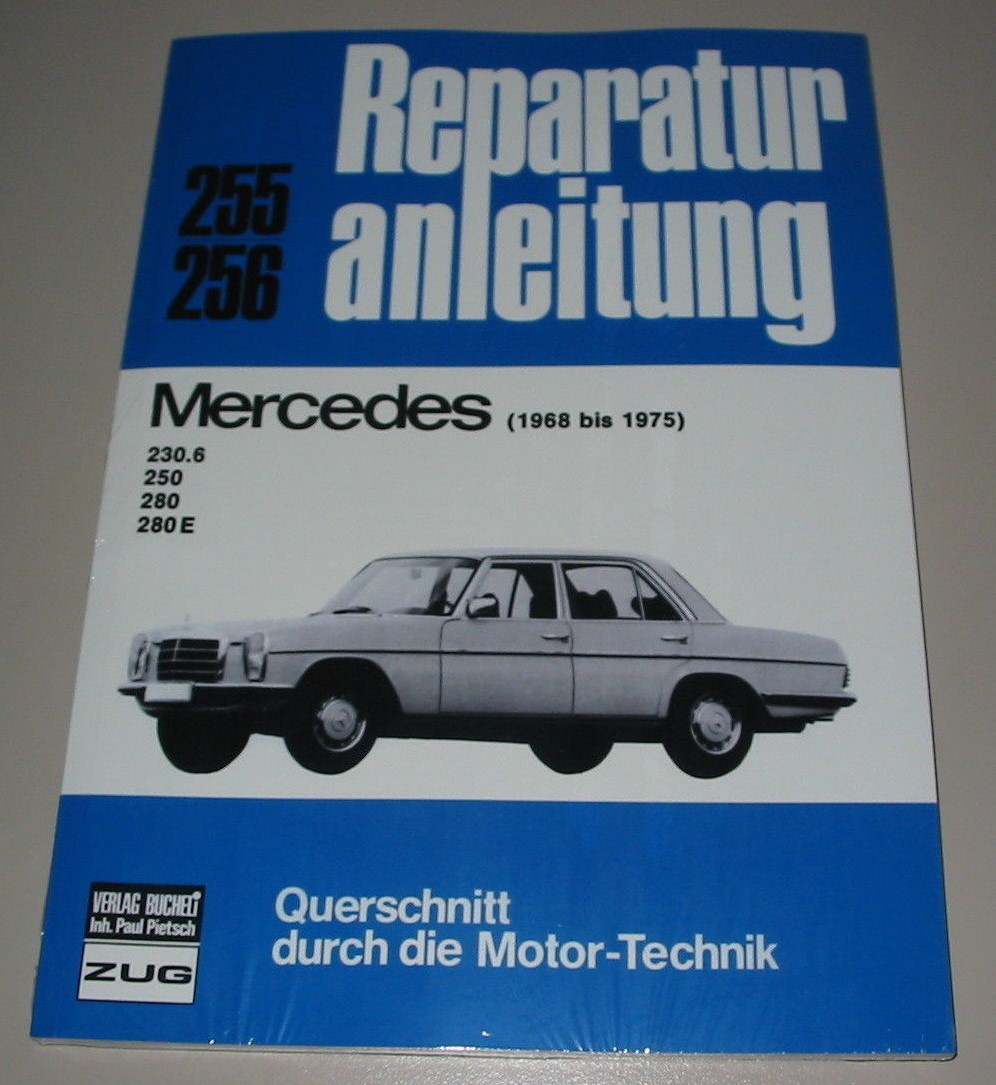 Reparatur
anleitung
255
256
Mercedes (1968 bis 1975)
230.6
250
280
280 E
Querschnitt
durch die Motor-Technik
VERLAG BUCHELI
Inh. Paul Pietsch
ZUG